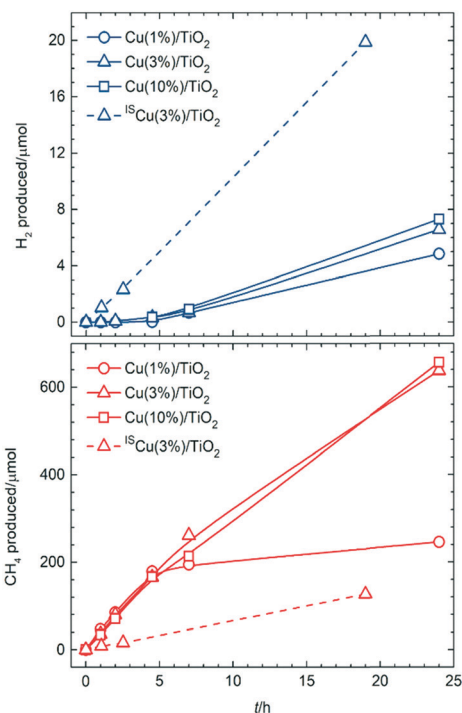 20
16
12
8
4
0
H₂ produced/μmol
Cu(1%)/TiO₂
Cu(3%)/TiO₂
Cu(10%)/TiO₂
ᴵˢCu(3%)/TiO₂
600
400
200
0
CH₄ produced/μmol
Cu(1%)/TiO₂
Cu(3%)/TiO₂
Cu(10%)/TiO₂
ᴵˢCu(3%)/TiO₂
0 5 10 15 20 25
t/h